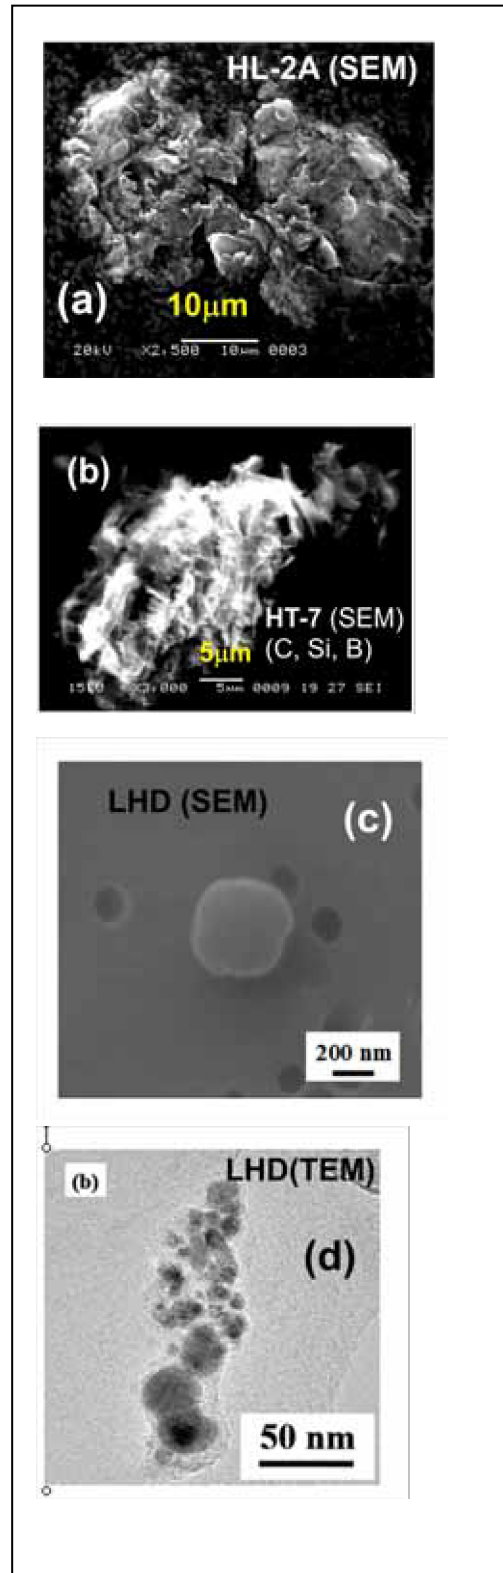 HL-2A (SEM)
(a)
10μm
20kV X2,500 10μm 0003
(b)
HT-7 (SEM)
(C, Si, B)
5μm
X3,000 5μm 0009 19 27 SEI
LHD (SEM)
(c)
200 nm
(b)
LHD(TEM)
(d)
50 nm